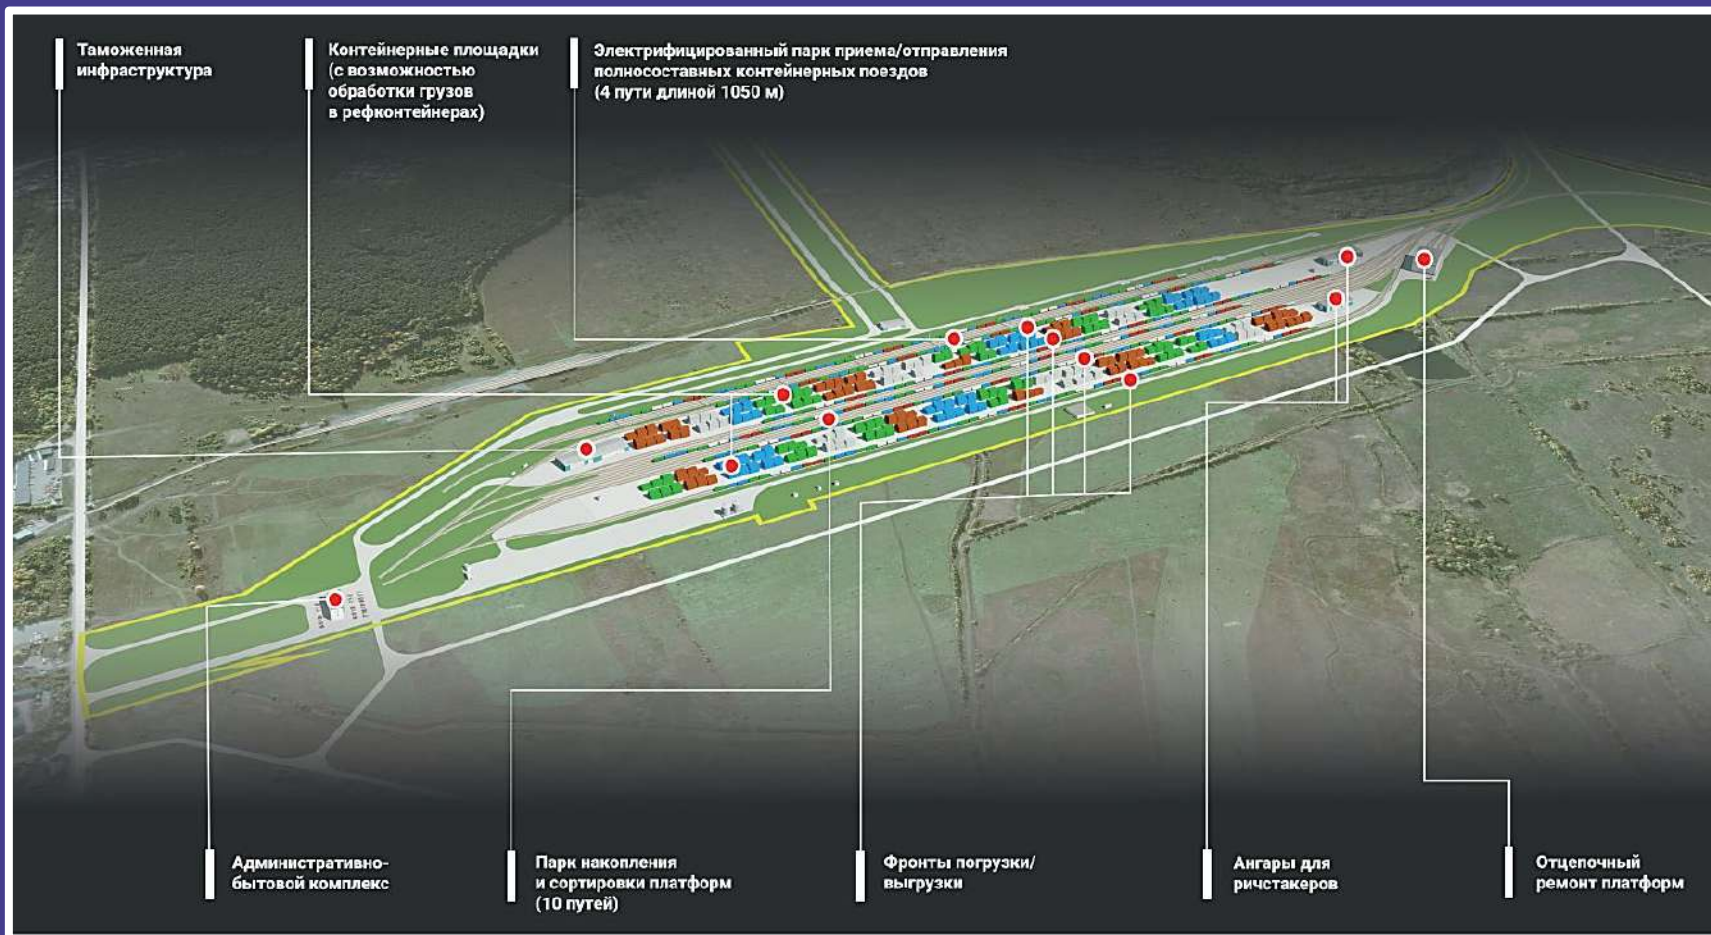 Таможенная
инфраструктура
Контейнерные площадки
(с возможностью
обработки грузов
в рефконтейнерах)
Электрифицированный парк приема/отправления
полносоставных контейнерных поездов
(4 пути длиной 1050 м)
Административно-
бытовой комплекс
Парк накопления
и сортировки платформ
(10 путей)
Фронты погрузки/
выгрузки
Ангары для
ричстакеров
Отцепочный
ремонт платформ